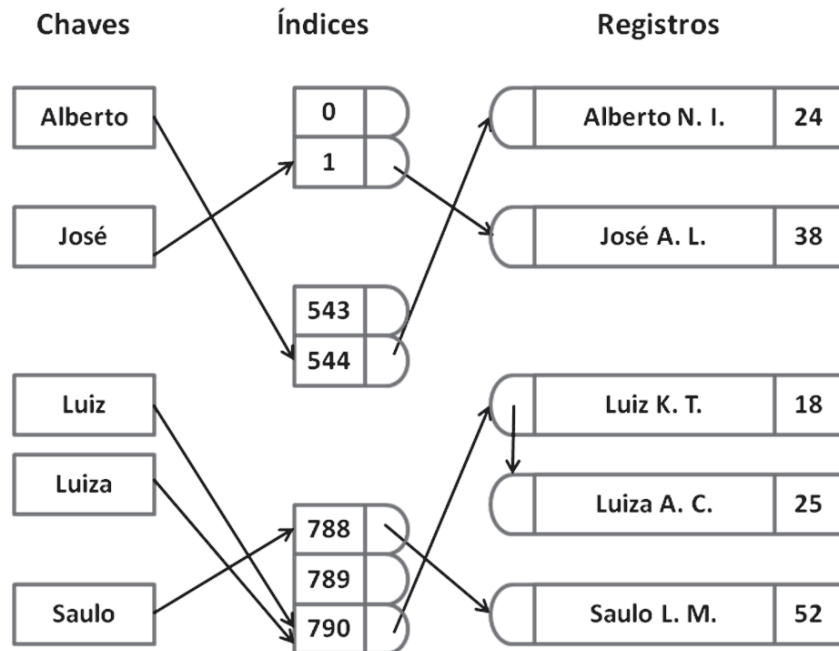 Chaves Índices Registros
Alberto 0 Alberto N. I. 24
1
José José A. L. 38
543
544
Luiz Luiz K. T. 18
Luiza Luiza A. C. 25
788
789
Saulo 790 Saulo L. M. 52